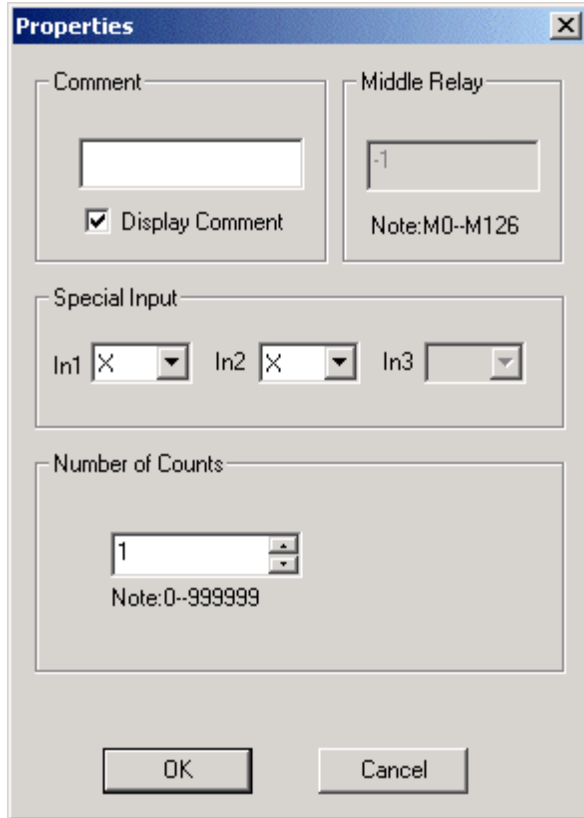 Properties
Comment
Display Comment
Middle Relay
-1
Note:M0--M126
Special Input
In1 X In2 X In3
Number of Counts
1
Note:0--999999
OK Cancel